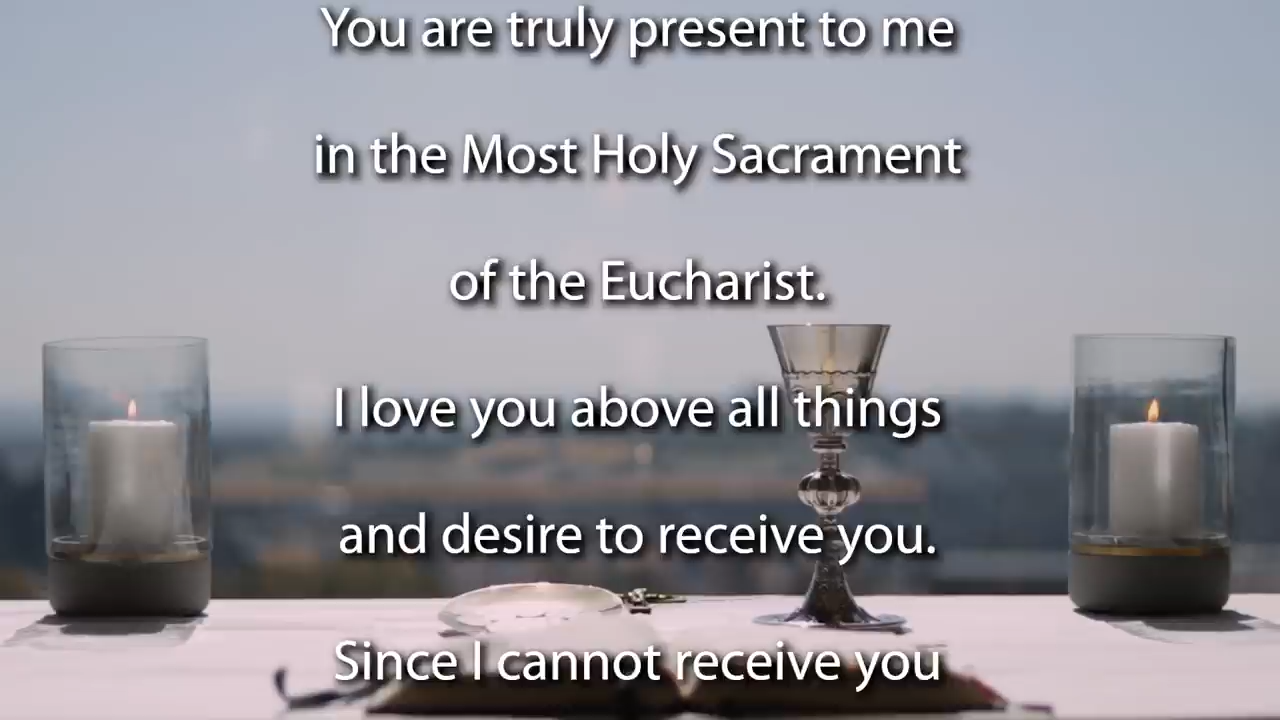 You are truly present to me
in the Most Holy Sacrament
of the Eucharist.
I love you above all things
and desire to receive you.
Since I cannot receive you